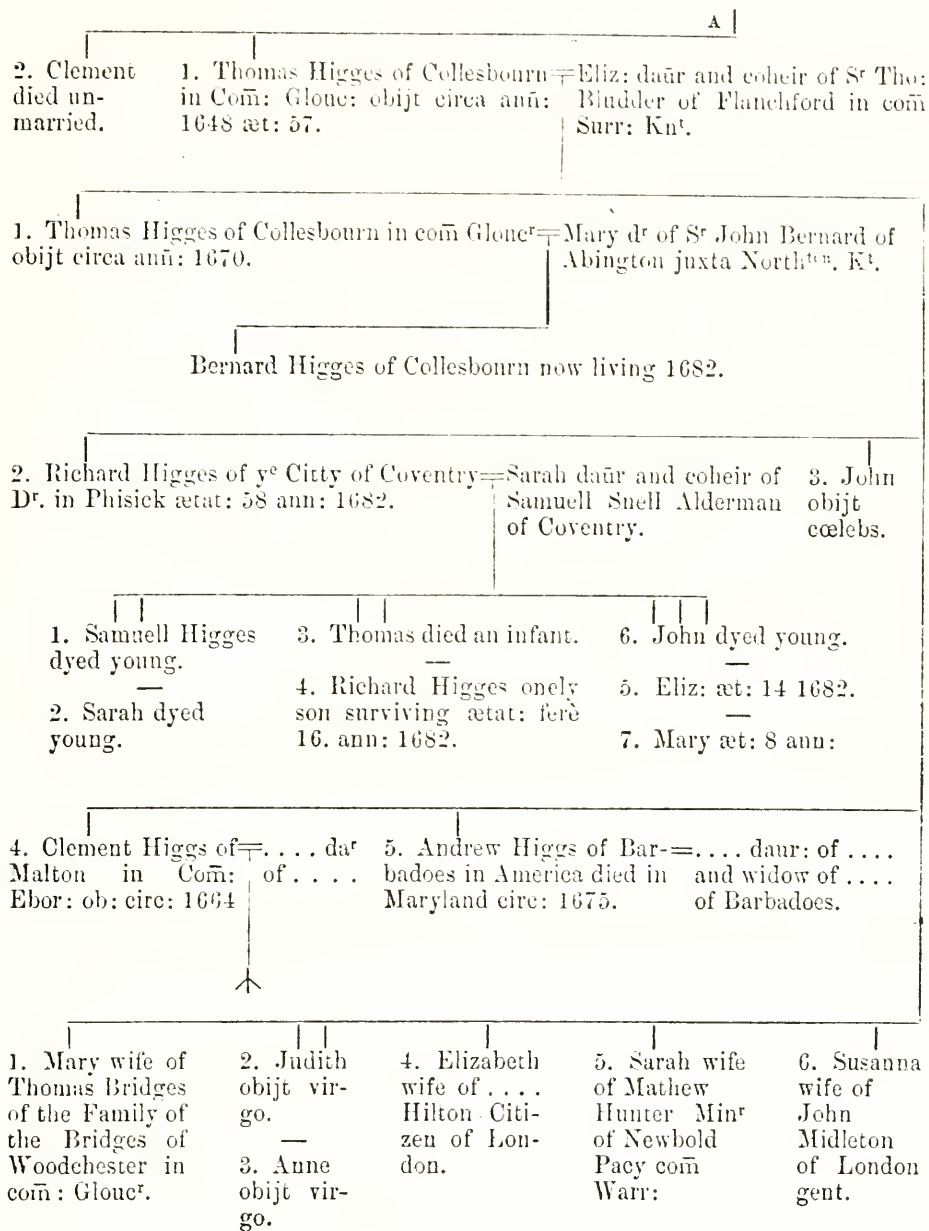 A
2. Clement
died un-
married.
1. Thomas Higges of Collesbourn=Eliz: daūr and coheir of Sʳ Tho:
in Com̄: Glouc: obijt circa ann̄: Bludder of Flanchford in com̄
1648 æt: 57. Surr: Knᵗ.
1. Thomas Higges of Collesbourn in com̄ Gloucʳ=Mary dʳ of Sʳ John Bernard of
obijt circa ann̄: 1670. Abington juxta Northᵗᵒⁿ. Kᵗ.
Bernard Higges of Collesbourn now living 1682.
2. Richard Higges of yᵉ Citty of Coventry=Sarah daūr and coheir of
Dʳ. in Phisick ætat: 58 ann: 1682. Samuell Snell Alderman
of Coventry.
3. John
obijt
cœlebs.
1. Samuell Higges
dyed young.
—
2. Sarah dyed
young.
3. Thomas died an infant.
—
4. Richard Higges onely
son surviving ætat: ferè
16. ann: 1682.
6. John dyed young.
—
5. Eliz: æt: 14 1682.
—
7. Mary æt: 8 ann:
4. Clement Higgs of=.... daʳ
Malton in Com̄: of ....
Ebor: ob: circ: 1664
5. Andrew Higgs of Bar-=.... daur: of ....
badoes in America died in and widow of ....
Maryland circ: 1675. of Barbadoes.
1. Mary wife of
Thomas Bridges
of the Family of
the Bridges of
Woodchester in
com̄: Gloucʳ.
2. Judith
obijt vir-
go.
—
3. Anne
obijt vir-
go.
4. Elizabeth
wife of ....
Hilton Citi-
zen of Lon-
don.
5. Sarah wife
of Mathew
Hunter Minʳ
of Newbold
Pacy com̄
Warr:
6. Susanna
wife of
John
Midleton
of London
gent.